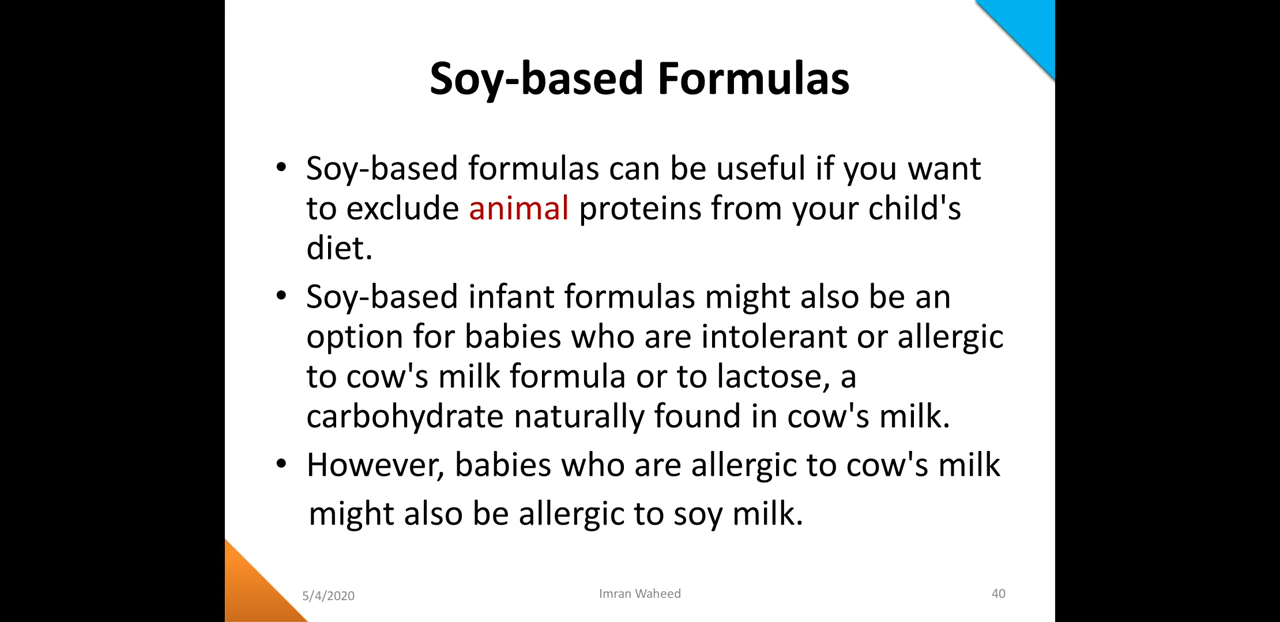 Soy-based Formulas
• Soy-based formulas can be useful if you want
to exclude animal proteins from your child's
diet.
• Soy-based infant formulas might also be an
option for babies who are intolerant or allergic
to cow's milk formula or to lactose, a
carbohydrate naturally found in cow's milk.
• However, babies who are allergic to cow's milk
might also be allergic to soy milk.
5/4/2020
Imran Waheed
40